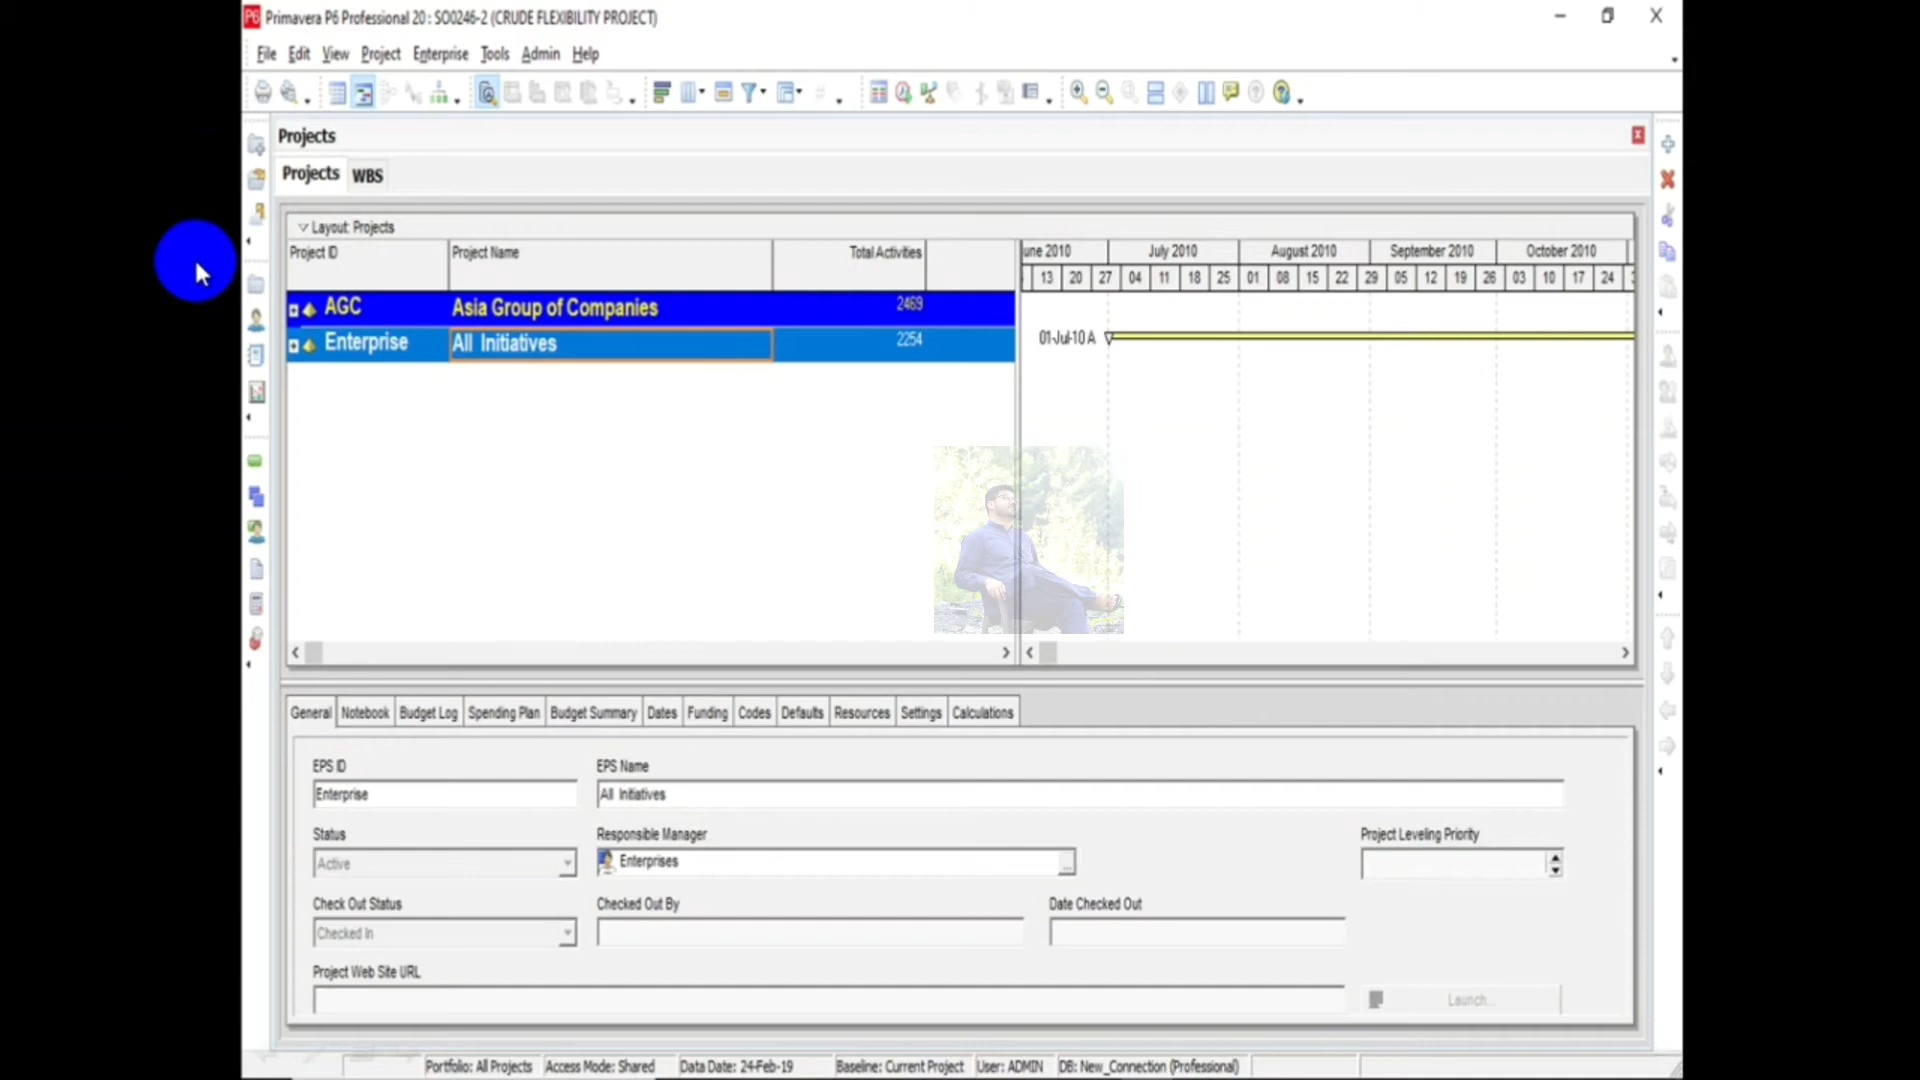 P6 Primavera P6 Professional 20 : SO0246-2 (CRUDE FLEXIBILITY PROJECT)
File Edit View Project Enterprise Tools Admin Help
Projects
Projects WBS
Layout: Projects
Project ID Project Name Total Activities
une 2010 July 2010 August 2010 September 2010 October 2010
13 20 27 04 11 18 25 01 08 15 22 29 05 12 19 26 03 10 17 24
AGC Asia Group of Companies 2469
Enterprise All Initiatives 2254
01-Jul-10 A
General Notebook Budget Log Spending Plan Budget Summary Dates Funding Codes Defaults Resources Settings Calculations
EPS ID EPS Name
Enterprise All Initiatives
Status Responsible Manager Project Leveling Priority
Active Enterprises ...
Check Out Status Checked Out By Date Checked Out
Checked In
Project Web Site URL
Launch...
Portfolio: All Projects Access Mode: Shared Data Date: 24-Feb-19 Baseline: Current Project User: ADMIN DB: New_Connection (Professional)